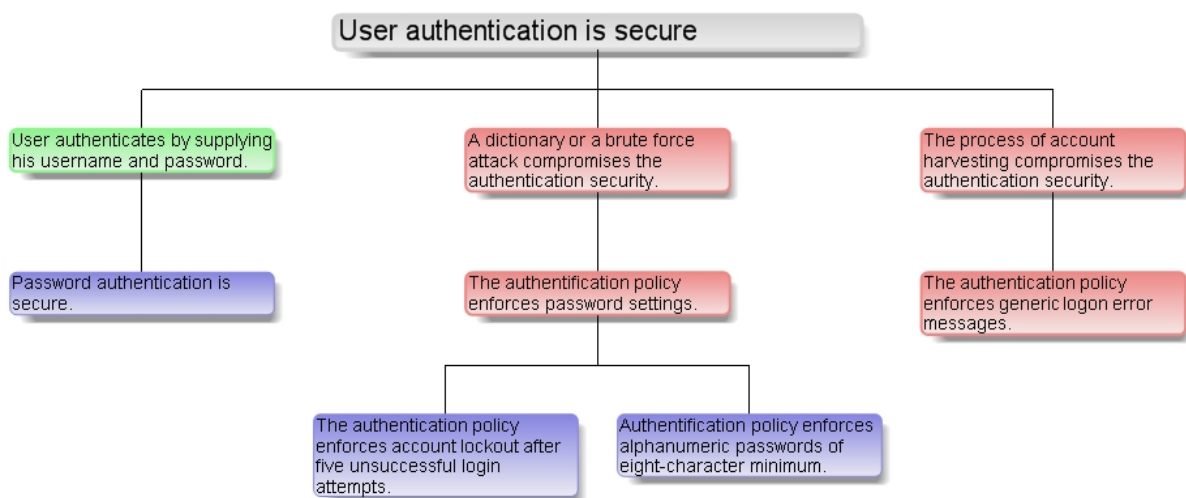 User authentication is secure
User authenticates by supplying
his username and password.
A dictionary or a brute force
attack compromises the
authentication security.
The process of account
harvesting compromises the
authentication security.
Password authentication is
secure.
The authentification policy
enforces password settings.
The authentication policy
enforces generic logon error
messages.
The authentication policy
enforces account lockout after
five unsuccessful login
attempts.
Authentification policy enforces
alphanumeric passwords of
eight-character minimum.